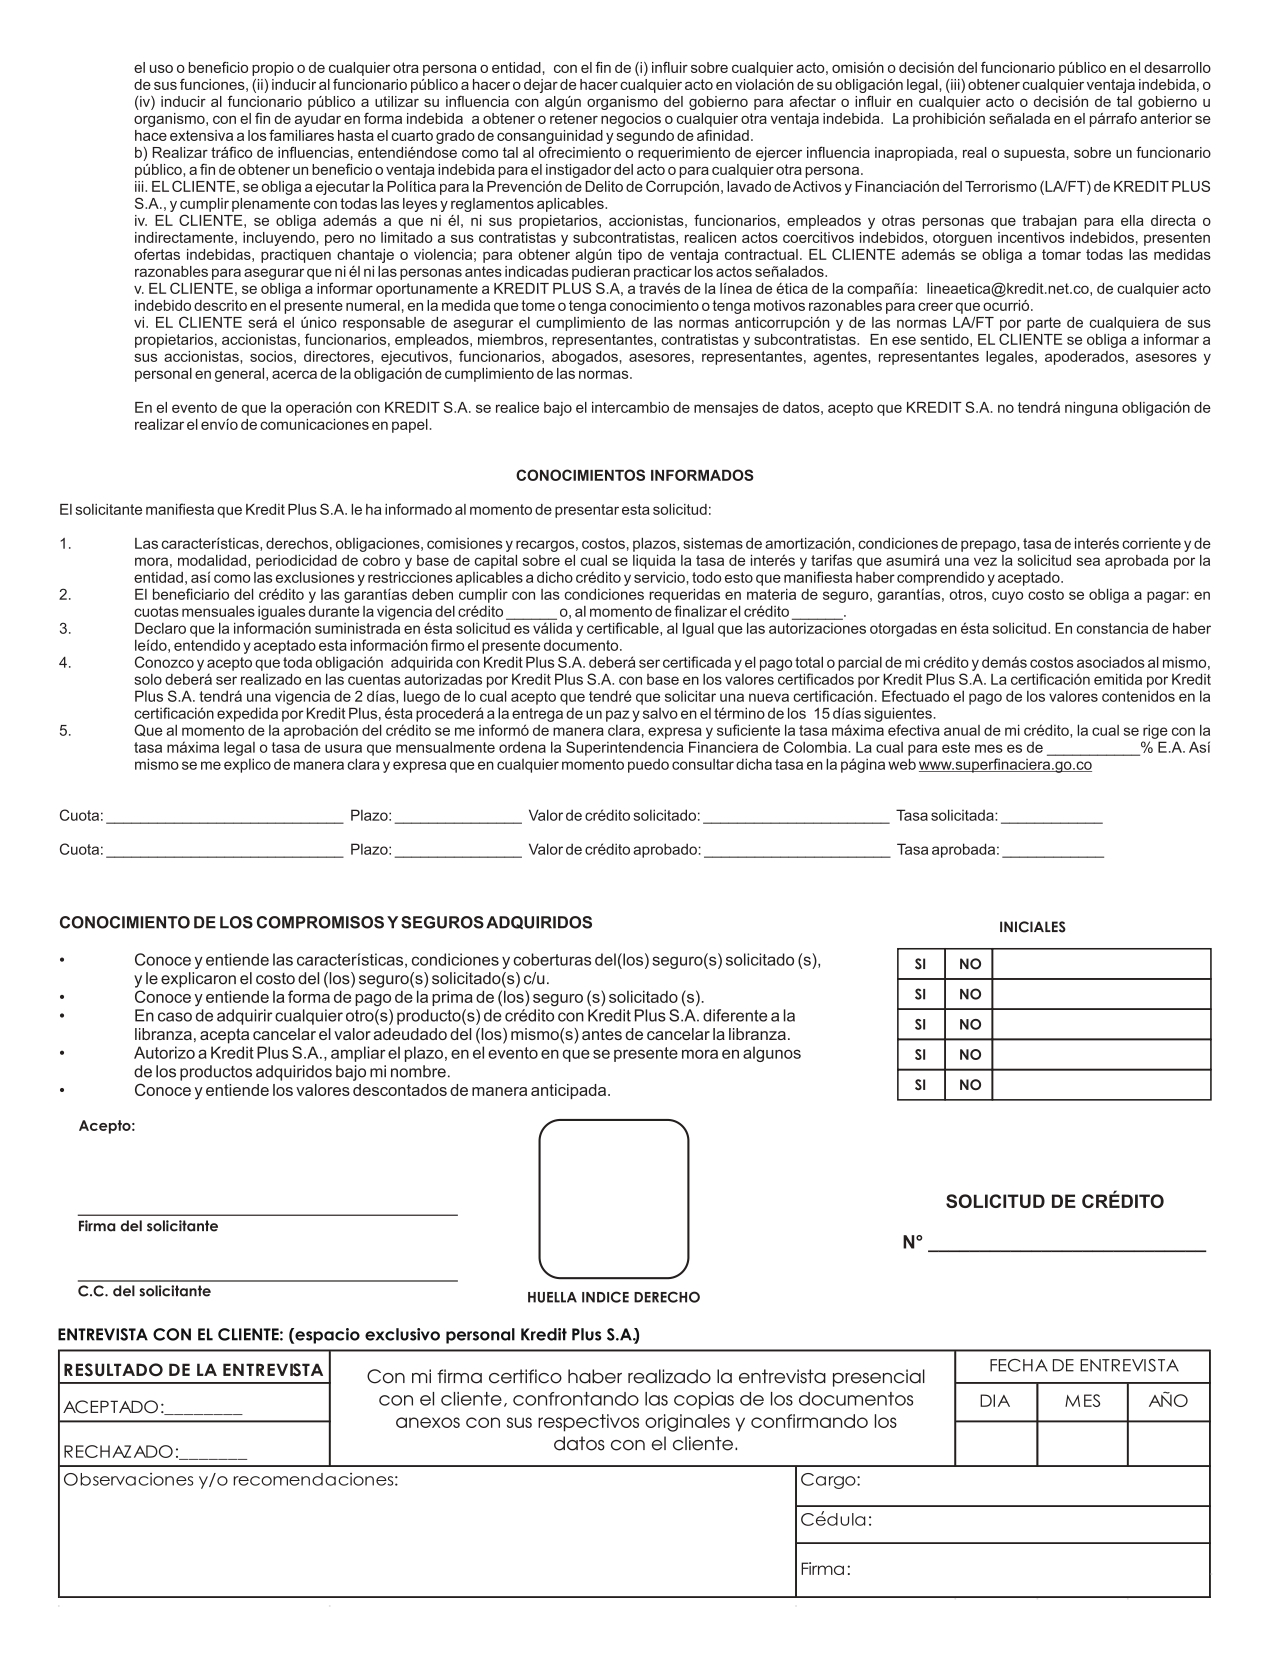 el uso o beneficio propio o de cualquier otra persona o entidad,  con el fin de (i) influir sobre cualquier acto, omisión o decisión del funcionario público en el desarrollo
de sus funciones, (ii) inducir al funcionario público a hacer o dejar de hacer cualquier acto en violación de su obligación legal, (iii) obtener cualquier ventaja indebida, o
(iv) inducir al funcionario público a utilizar su influencia con algún organismo del gobierno para afectar o influir en cualquier acto o decisión de tal gobierno u
organismo, con el fin de ayudar en forma indebida  a obtener o retener negocios o cualquier otra ventaja indebida.  La prohibición señalada en el párrafo anterior se
hace extensiva a los familiares hasta el cuarto grado de consanguinidad y segundo de afinidad.
b) Realizar tráfico de influencias, entendiéndose como tal al ofrecimiento o requerimiento de ejercer influencia inapropiada, real o supuesta, sobre un funcionario
público, a fin de obtener un beneficio o ventaja indebida para el instigador del acto o para cualquier otra persona.
iii. EL CLIENTE, se obliga a ejecutar la Política para la Prevención de Delito de Corrupción, lavado de Activos y Financiación del Terrorismo (LA/FT) de KREDIT PLUS
S.A., y cumplir plenamente con todas las leyes y reglamentos aplicables.
iv. EL CLIENTE, se obliga además a que ni él, ni sus propietarios, accionistas, funcionarios, empleados y otras personas que trabajan para ella directa o
indirectamente, incluyendo, pero no limitado a sus contratistas y subcontratistas, realicen actos coercitivos indebidos, otorguen incentivos indebidos, presenten
ofertas indebidas, practiquen chantaje o violencia; para obtener algún tipo de ventaja contractual. EL CLIENTE además se obliga a tomar todas las medidas
razonables para asegurar que ni él ni las personas antes indicadas pudieran practicar los actos señalados.
v. EL CLIENTE, se obliga a informar oportunamente a KREDIT PLUS S.A, a través de la línea de ética de la compañía:  lineaetica@kredit.net.co, de cualquier acto
indebido descrito en el presente numeral, en la medida que tome o tenga conocimiento o tenga motivos razonables para creer que ocurrió.
vi. EL CLIENTE será el único responsable de asegurar el cumplimiento de las normas anticorrupción y de las normas LA/FT por parte de cualquiera de sus
propietarios, accionistas, funcionarios, empleados, miembros, representantes, contratistas y subcontratistas.  En ese sentido, EL CLIENTE se obliga a informar a
sus accionistas, socios, directores, ejecutivos, funcionarios, abogados, asesores, representantes, agentes, representantes legales, apoderados, asesores y
personal en general, acerca de la obligación de cumplimiento de las normas.
En el evento de que la operación con KREDIT S.A. se realice bajo el intercambio de mensajes de datos, acepto que KREDIT S.A. no tendrá ninguna obligación de
realizar el envío de comunicaciones en papel.
CONOCIMIENTOS INFORMADOS
El solicitante manifiesta que Kredit Plus S.A. le ha informado al momento de presentar esta solicitud:
1. Las características, derechos, obligaciones, comisiones y recargos, costos, plazos, sistemas de amortización, condiciones de prepago, tasa de interés corriente y de
mora, modalidad, periodicidad de cobro y base de capital sobre el cual se liquida la tasa de interés y tarifas que asumirá una vez la solicitud sea aprobada por la
entidad, así como las exclusiones y restricciones aplicables a dicho crédito y servicio, todo esto que manifiesta haber comprendido y aceptado.
2. El beneficiario del crédito y las garantías deben cumplir con las condiciones requeridas en materia de seguro, garantías, otros, cuyo costo se obliga a pagar: en
cuotas mensuales iguales durante la vigencia del crédito ______ o, al momento de finalizar el crédito ______.
3. Declaro que la información suministrada en ésta solicitud es válida y certificable, al Igual que las autorizaciones otorgadas en ésta solicitud. En constancia de haber
leído, entendido y aceptado esta información firmo el presente documento.
4. Conozco y acepto que toda obligación  adquirida con Kredit Plus S.A. deberá ser certificada y el pago total o parcial de mi crédito y demás costos asociados al mismo,
solo deberá ser realizado en las cuentas autorizadas por Kredit Plus S.A. con base en los valores certificados por Kredit Plus S.A. La certificación emitida por Kredit
Plus S.A. tendrá una vigencia de 2 días, luego de lo cual acepto que tendré que solicitar una nueva certificación. Efectuado el pago de los valores contenidos en la
certificación expedida por Kredit Plus, ésta procederá a la entrega de un paz y salvo en el término de los  15 días siguientes.
5. Que al momento de la aprobación del crédito se me informó de manera clara, expresa y suficiente la tasa máxima efectiva anual de mi crédito, la cual se rige con la
tasa máxima legal o tasa de usura que mensualmente ordena la Superintendencia Financiera de Colombia. La cual para este mes es de ___________% E.A. Así
mismo se me explico de manera clara y expresa que en cualquier momento puedo consultar dicha tasa en la página web www.superfinaciera.go.co
Cuota: ____________________________ Plazo: _______________ Valor de crédito solicitado: ______________________ Tasa solicitada: ____________
Cuota: ____________________________ Plazo: _______________ Valor de crédito aprobado: ______________________ Tasa aprobada: ____________
CONOCIMIENTO DE LOS COMPROMISOS Y SEGUROS ADQUIRIDOS
INICIALES
• Conoce y entiende las características, condiciones y coberturas del(los) seguro(s) solicitado (s),
y le explicaron el costo del (los) seguro(s) solicitado(s) c/u.
• Conoce y entiende la forma de pago de la prima de (los) seguro (s) solicitado (s).
• En caso de adquirir cualquier otro(s) producto(s) de crédito con Kredit Plus S.A. diferente a la
libranza, acepta cancelar el valor adeudado del (los) mismo(s) antes de cancelar la libranza.
• Autorizo a Kredit Plus S.A., ampliar el plazo, en el evento en que se presente mora en algunos
de los productos adquiridos bajo mi nombre.
• Conoce y entiende los valores descontados de manera anticipada.
SI NO
SI NO
SI NO
SI NO
SI NO
Acepto:
Firma del solicitante
C.C. del solicitante
HUELLA INDICE DERECHO
SOLICITUD DE CRÉDITO
N° ____________________________
ENTREVISTA CON EL CLIENTE: (espacio exclusivo personal Kredit Plus S.A.)
RESULTADO DE LA ENTREVISTA
ACEPTADO:________
RECHAZADO:_______
Con mi firma certifico haber realizado la entrevista presencial
con el cliente, confrontando las copias de los documentos
anexos con sus respectivos originales y confirmando los
datos con el cliente.
FECHA DE ENTREVISTA
DIA MES AÑO
Observaciones y/o recomendaciones:
Cargo:
Cédula:
Firma: